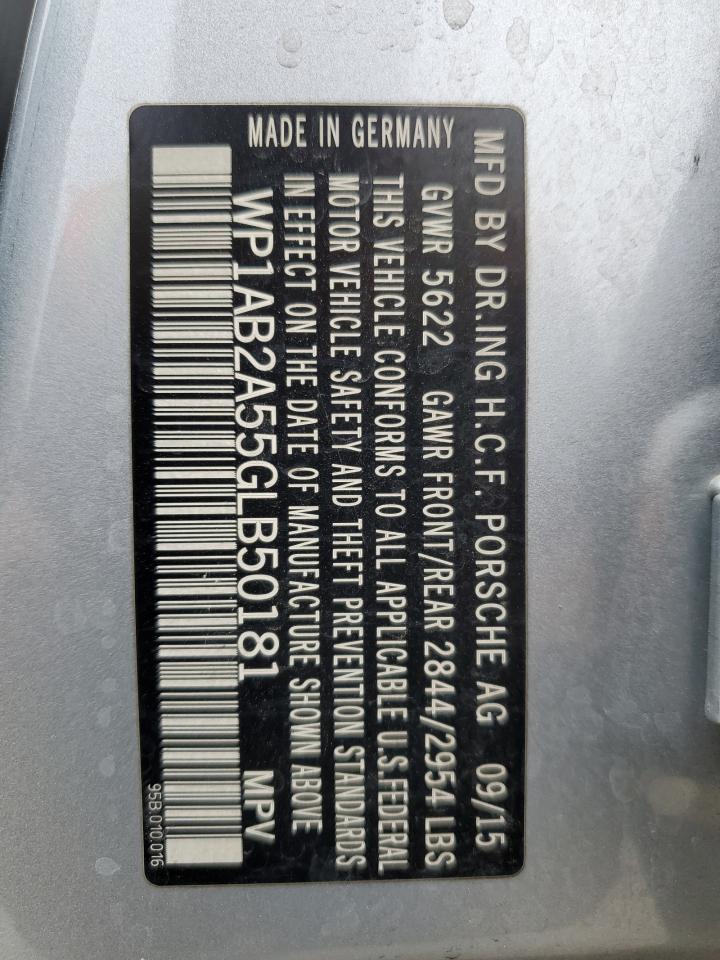 MFD BY DR.ING H.C.F. PORSCHE AG 09/15
GVWR 5622 GAWR FRONT/REAR 2844/2954 LBS
MADE IN GERMANY
THIS VEHICLE CONFORMS TO ALL APPLICABLE U.S.FEDERAL
MOTOR VEHICLE SAFETY AND THEFT PREVENTION STANDARDS
IN EFFECT ON THE DATE OF MANUFACTURE SHOWN ABOVE
WP1AB2A55GLB50181 MPV
95B.010.016